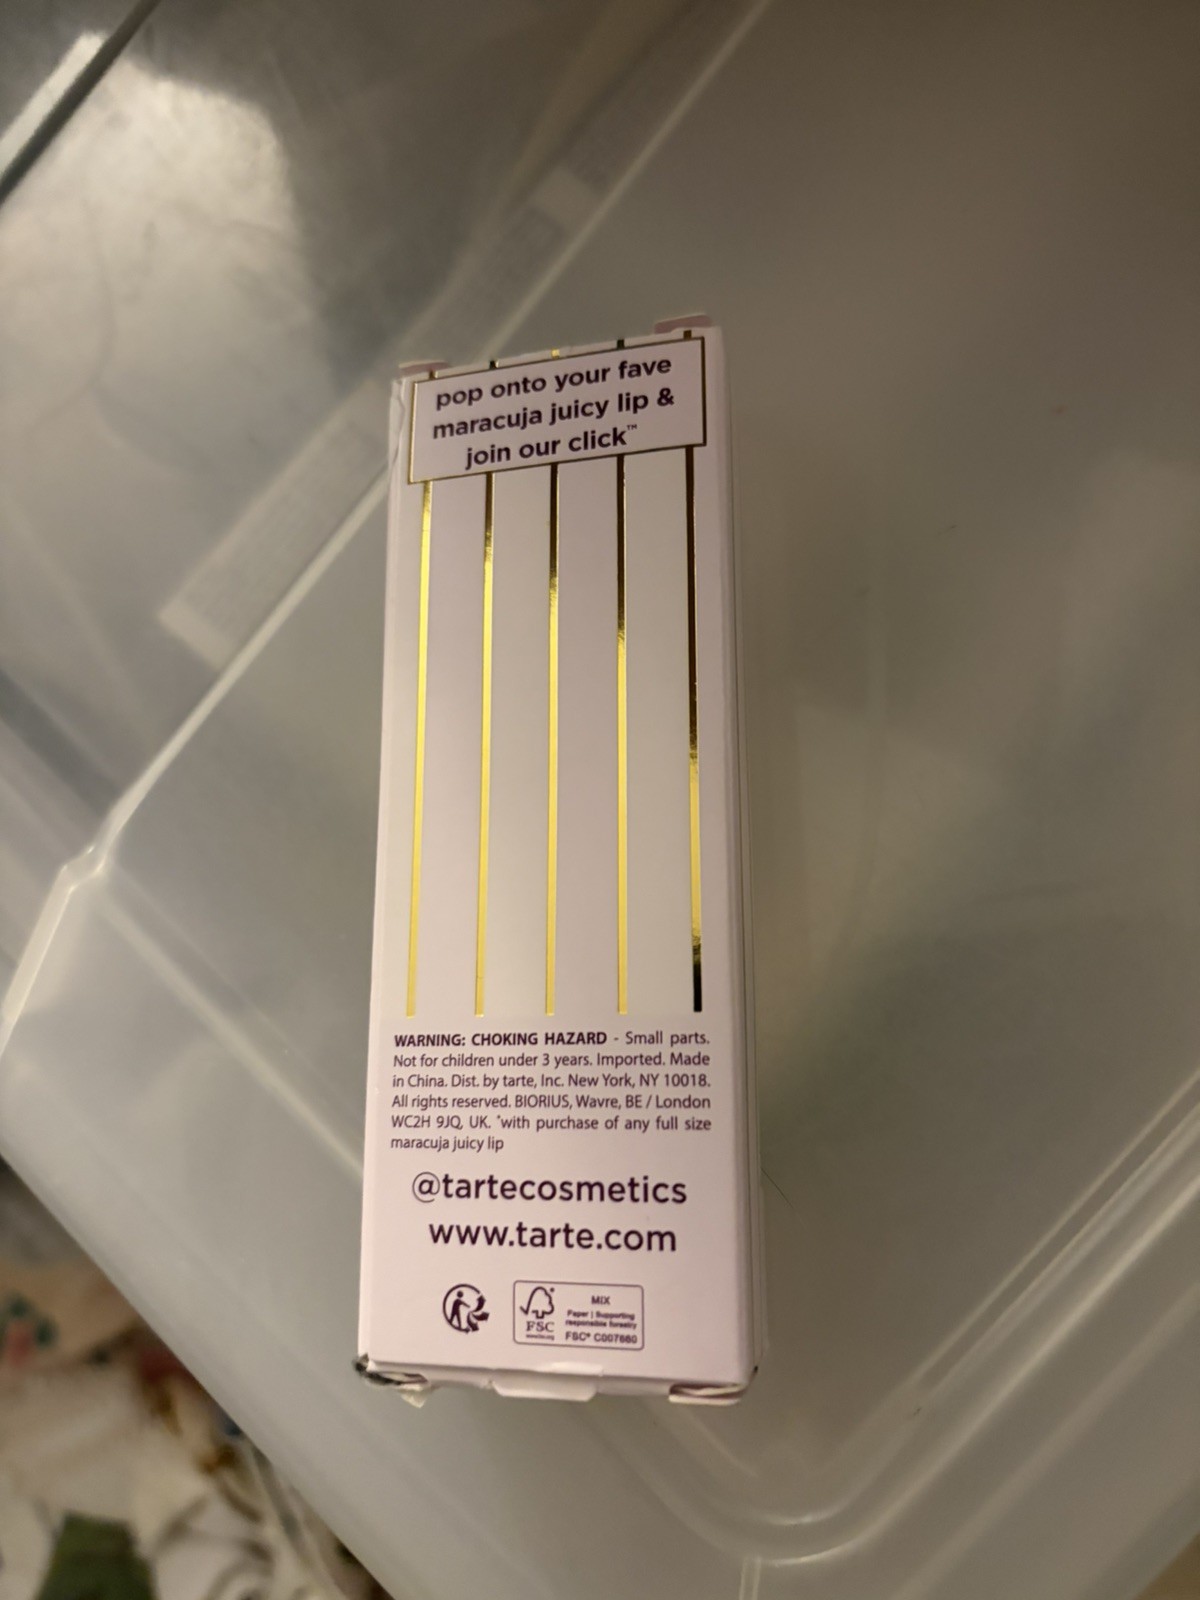 pop onto your fave
maracuja juicy lip &
join our click™
WARNING: CHOKING HAZARD - Small parts.
Not for children under 3 years. Imported. Made
in China. Dist. by tarte, Inc. New York, NY 10018.
All rights reserved. BIORIUS, Wavre, BE / London
WC2H 9JQ, UK. *with purchase of any full size
maracuja juicy lip
@tartecosmetics
www.tarte.com
FSC
www.fsc.org
MIX
Paper | Supporting
responsible forestry
FSC® C007660